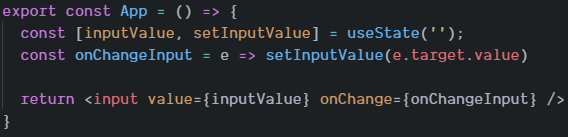 export const App = () => {
  const [inputValue, setInputValue] = useState('');
  const onChangeInput = e => setInputValue(e.target.value)

  return <input value={inputValue} onChange={onChangeInput} />
}